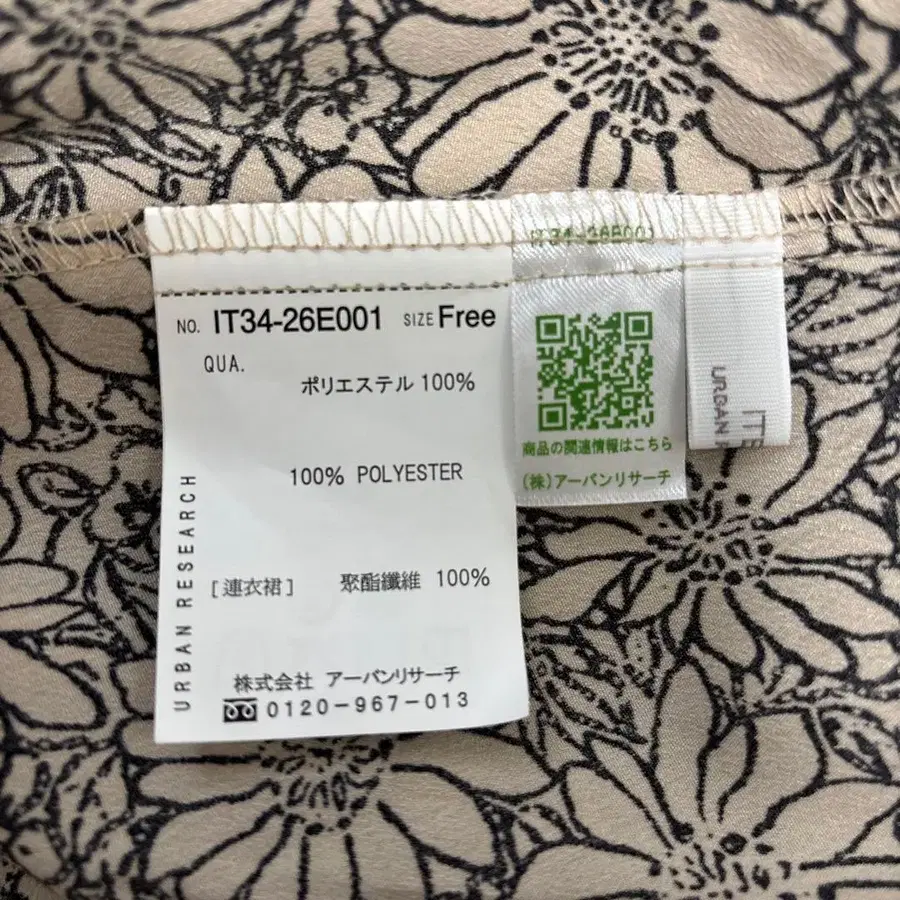 NO. IT34-26E001 SIZE Free
QUA.
ポリエステル 100%
100% POLYESTER
[連衣裙] 聚酯纖維 100%
株式会社 アーバンリサーチ
0120-967-013
URBAN RESEARCH
IT34-26E001
商品の関連情報はこちら
(株)アーバンリサーチ
URBAN